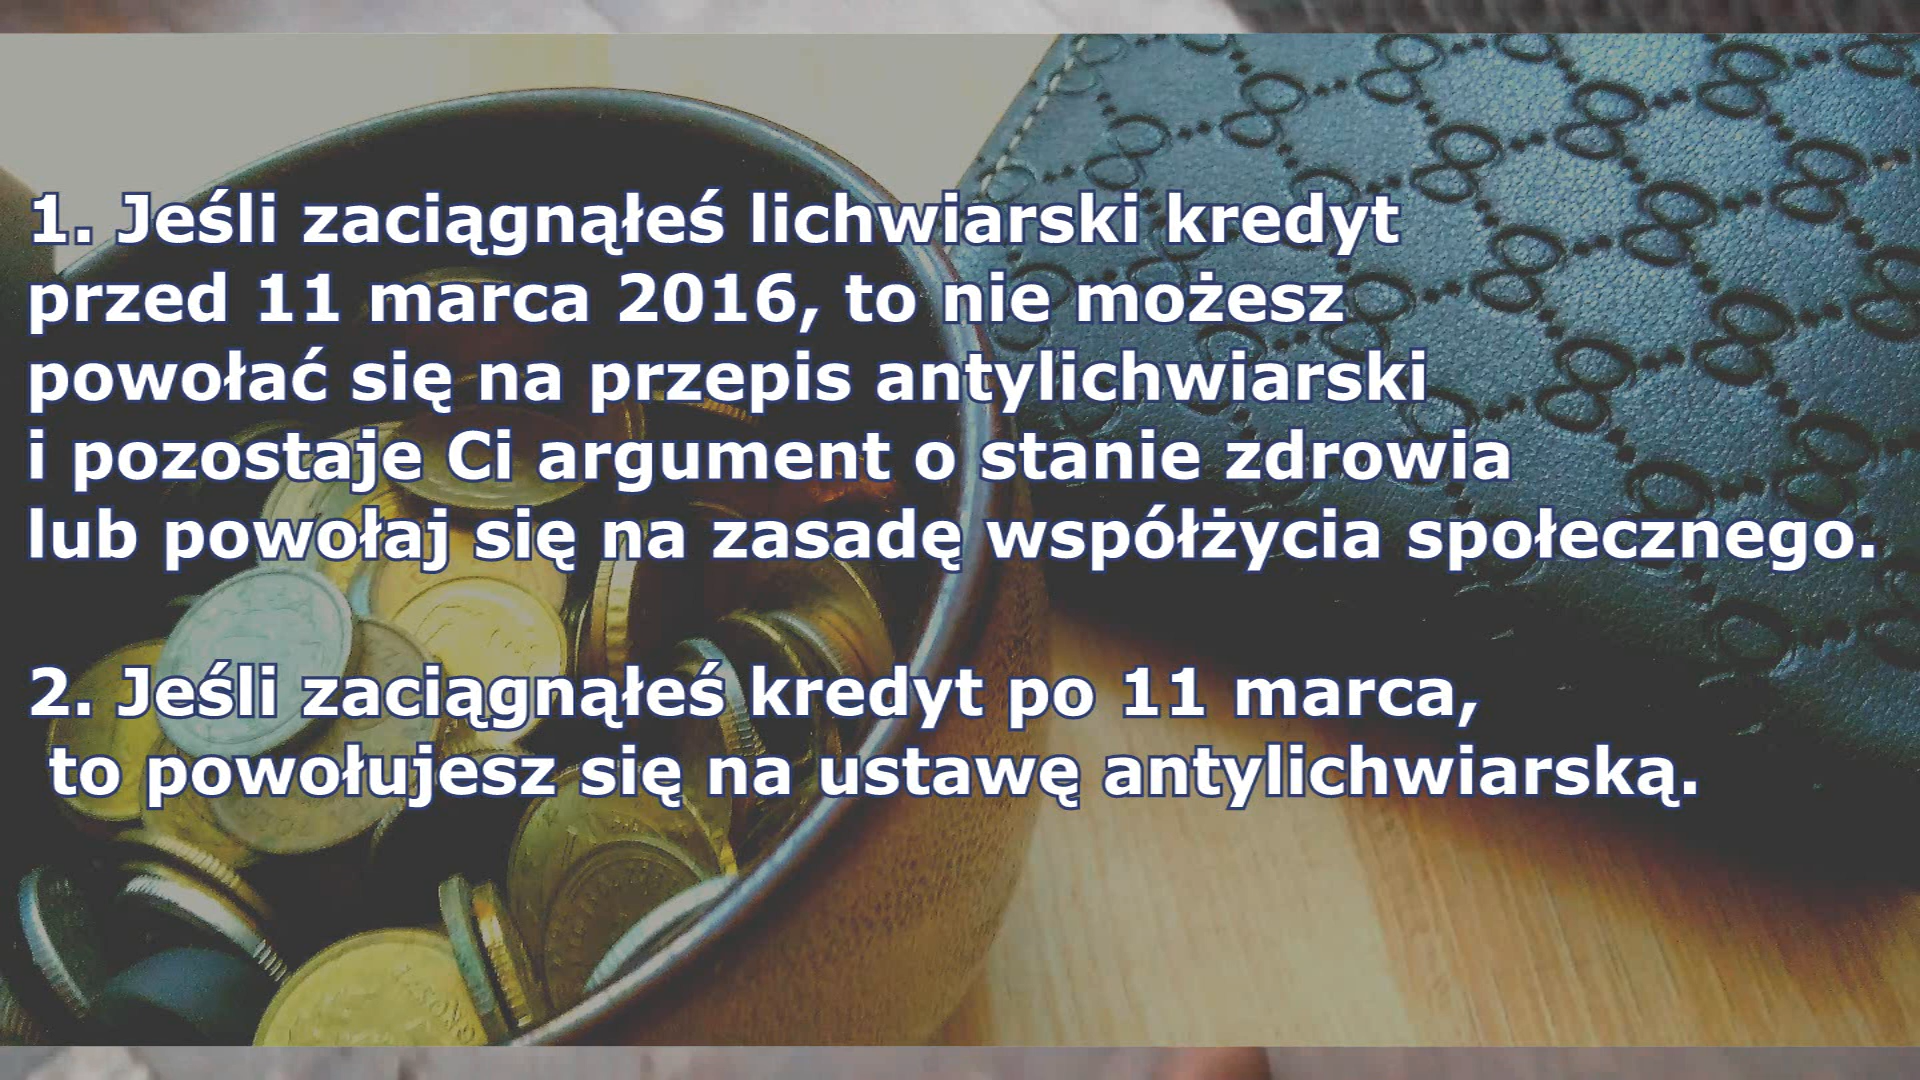 1. Jeśli zaciągnąłeś lichwiarski kredyt
przed 11 marca 2016, to nie możesz
powołać się na przepis antylichwiarski
i pozostaje Ci argument o stanie zdrowia
lub powołaj się na zasadę współżycia społecznego.
2. Jeśli zaciągnąłeś kredyt po 11 marca,
to powołujesz się na ustawę antylichwiarską.